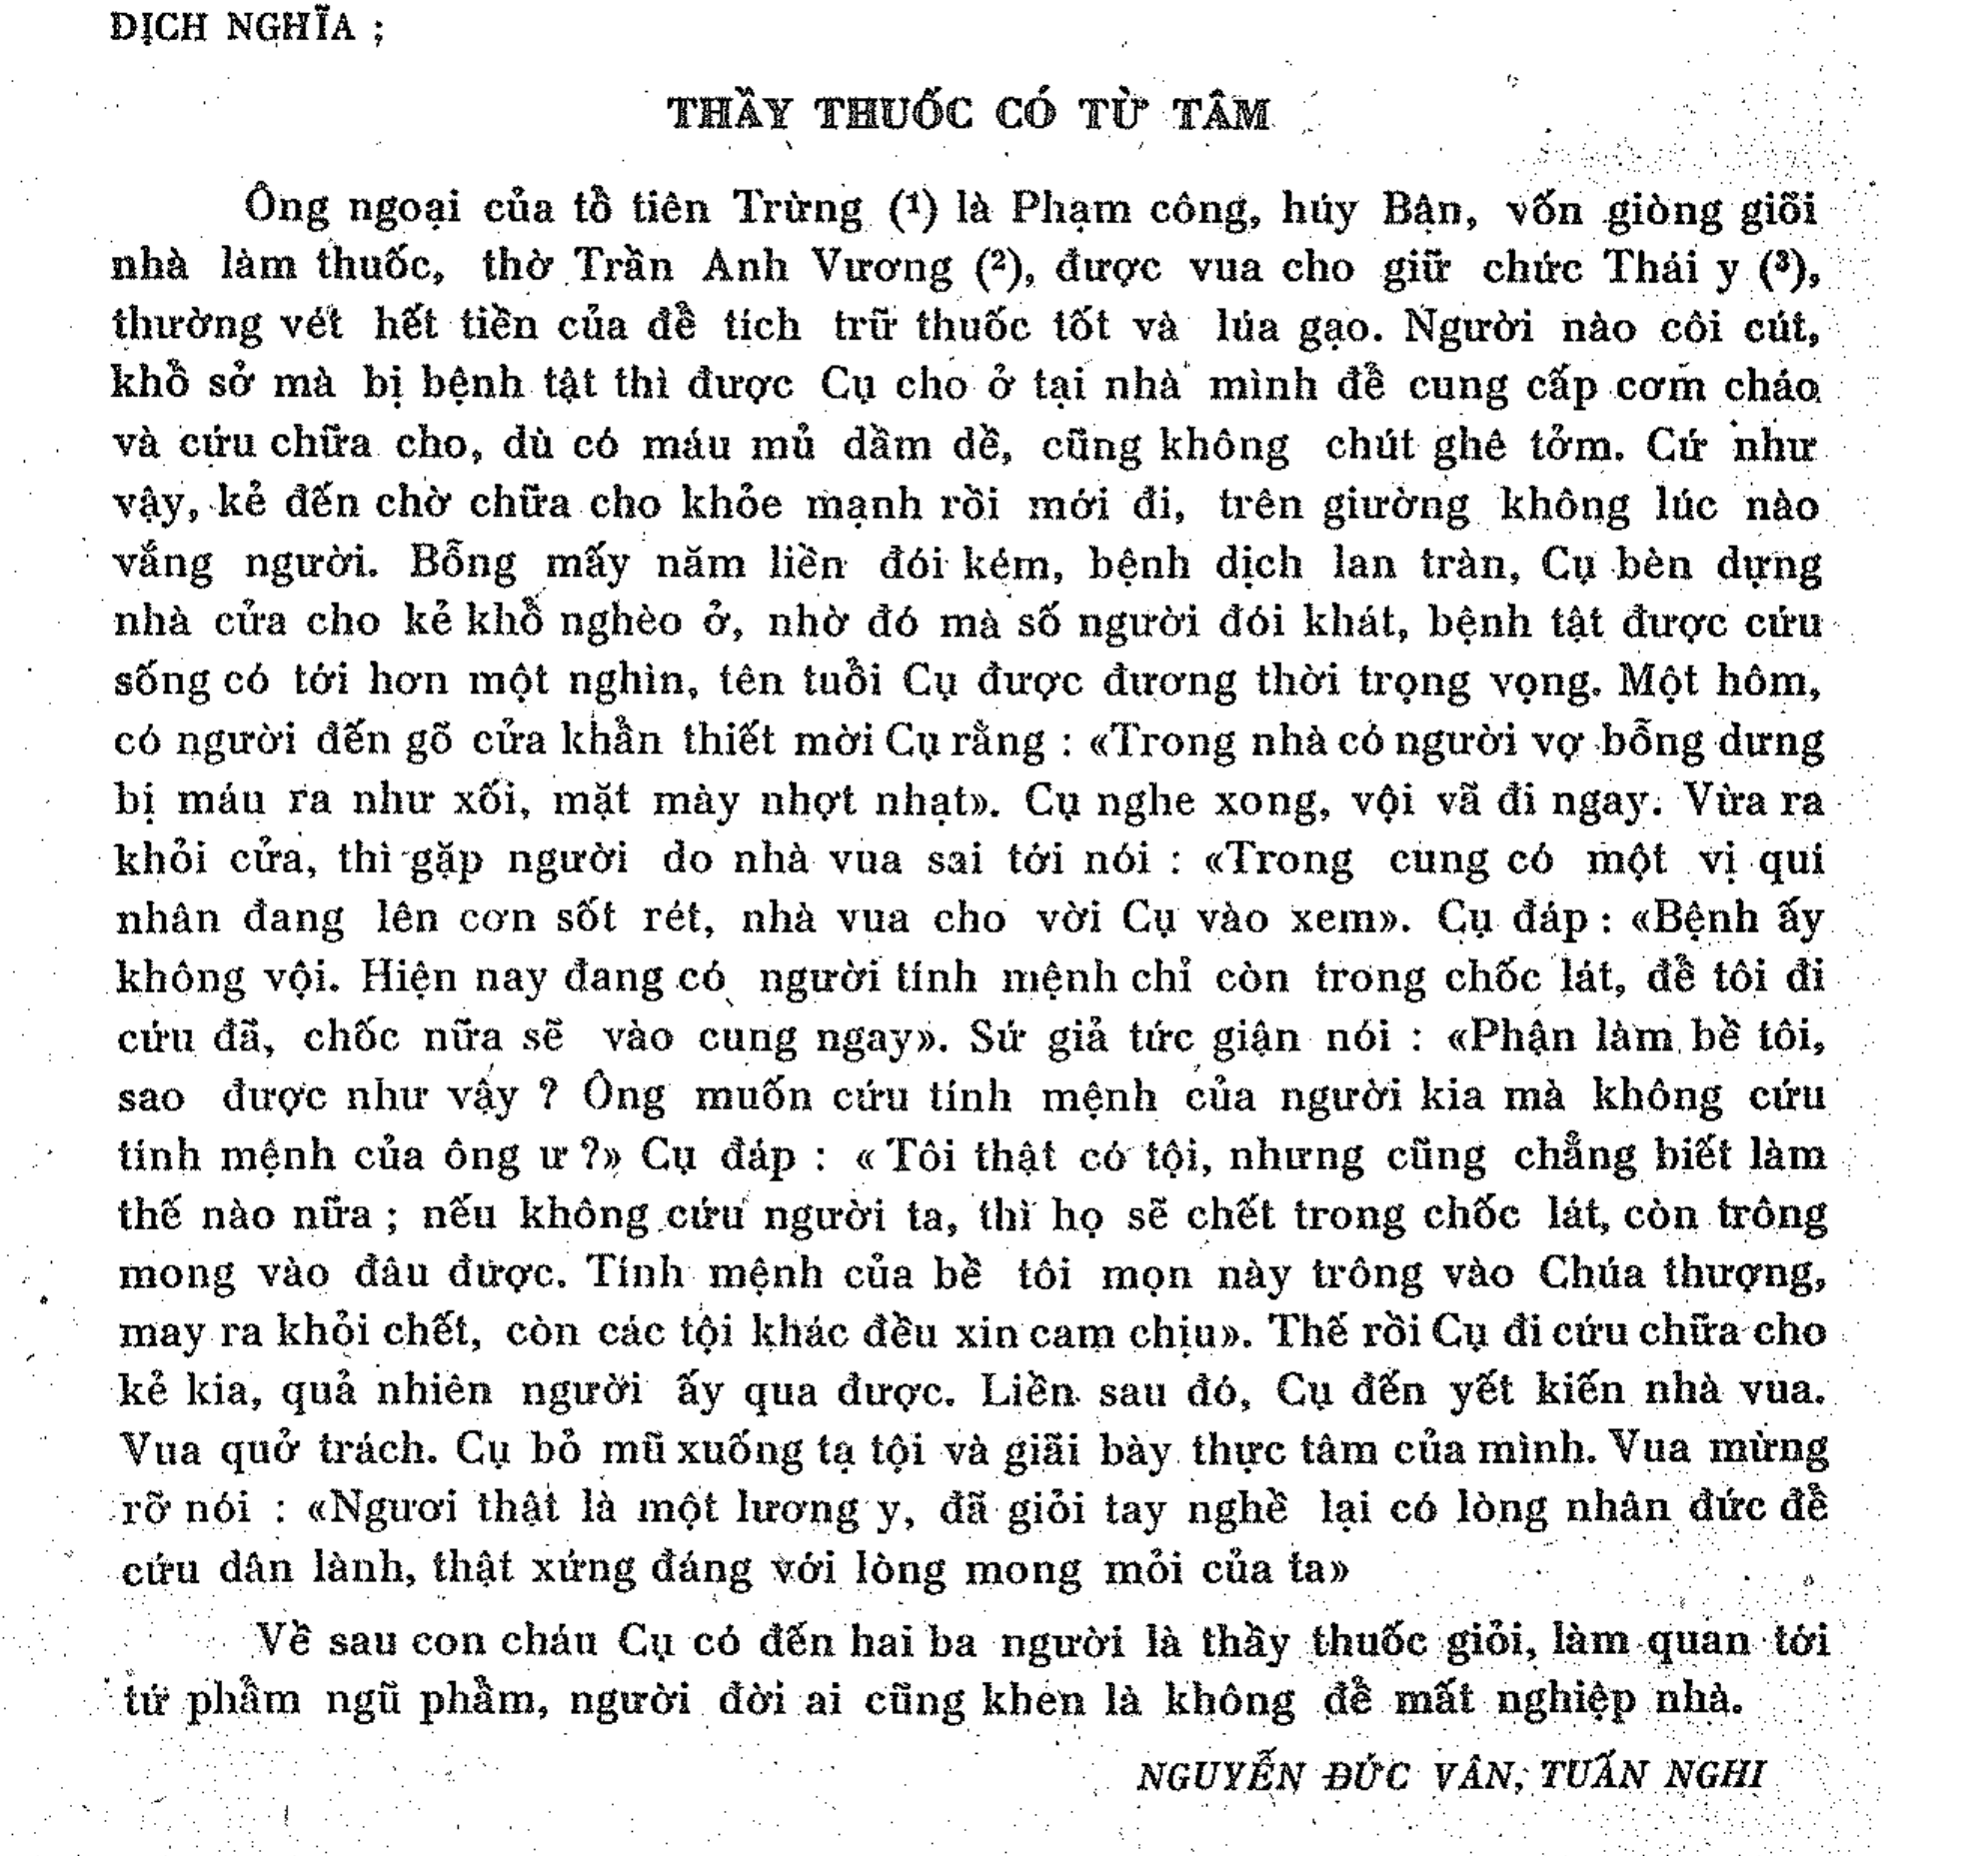 DỊCH NGHĨA ;
THẦY THUỐC CÓ TỪ TÂM
Ông ngoại của tổ tiên Trừng (¹) là Phạm công, húy Bận, vốn giòng giõi
nhà làm thuốc, thờ Trần Anh Vương (²), được vua cho giữ chức Thái y (³),
thường vét hết tiền của để tích trữ thuốc tốt và lúa gạo. Người nào côi cút,
khổ sở mà bị bệnh tật thì được Cụ cho ở tại nhà mình để cung cấp cơm cháo
và cứu chữa cho, dù có máu mủ dầm dề, cũng không chút ghê tởm. Cứ như
vậy, kẻ đến chờ chữa cho khỏe mạnh rồi mới đi, trên giường không lúc nào
vắng người. Bỗng mấy năm liền đói kém, bệnh dịch lan tràn, Cụ bèn dựng
nhà cửa cho kẻ khổ nghèo ở, nhờ đó mà số người đói khát, bệnh tật được cứu
sống có tới hơn một nghìn, tên tuổi Cụ được đương thời trọng vọng. Một hôm,
có người đến gõ cửa khẩn thiết mời Cụ rằng : «Trong nhà có người vợ bỗng dưng
bị máu ra như xối, mặt mày nhợt nhạt». Cụ nghe xong, vội vã đi ngay. Vừa ra
khỏi cửa, thì gặp người do nhà vua sai tới nói : «Trong cung có một vị quí
nhân đang lên cơn sốt rét, nhà vua cho vời Cụ vào xem». Cụ đáp : «Bệnh ấy
không vội. Hiện nay đang có người tính mệnh chỉ còn trong chốc lát, để tôi đi
cứu đã, chốc nữa sẽ vào cung ngay». Sứ giả tức giận nói : «Phận làm bề tôi,
sao được như vậy ? Ông muốn cứu tính mệnh của người kia mà không cứu
tính mệnh của ông ư ?» Cụ đáp : « Tôi thật có tội, nhưng cũng chẳng biết làm
thế nào nữa ; nếu không cứu người ta, thì họ sẽ chết trong chốc lát, còn trông
mong vào đâu được. Tính mệnh của bề tôi mọn này trông vào Chúa thượng,
may ra khỏi chết, còn các tội khác đều xin cam chịu». Thế rồi Cụ đi cứu chữa cho
kẻ kia, quả nhiên người ấy qua được. Liền sau đó, Cụ đến yết kiến nhà vua.
Vua quở trách. Cụ bỏ mũ xuống tạ tội và giãi bày thực tâm của mình. Vua mừng
rỡ nói : «Ngươi thật là một lương y, đã giỏi tay nghề lại có lòng nhân đức để
cứu dân lành, thật xứng đáng với lòng mong mỏi của ta»
Về sau con cháu Cụ có đến hai ba người là thầy thuốc giỏi, làm quan tới
tứ phẩm ngũ phẩm, người đời ai cũng khen là không để mất nghiệp nhà.
NGUYỄN ĐỨC VÂN, TUẤN NGHI